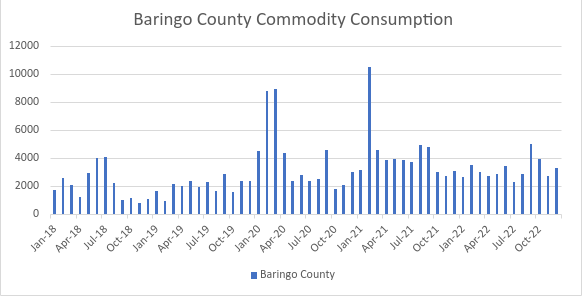 Baringo County Commodity Consumption
12000
10000
8000
6000
4000
2000
0
Jan-18
Apr-18
Jul-18
Oct-18
Jan-19
Apr-19
Jul-19
Oct-19
Jan-20
Apr-20
Jul-20
Oct-20
Jan-21
Apr-21
Jul-21
Oct-21
Jan-22
Apr-22
Jul-22
Oct-22
Baringo County